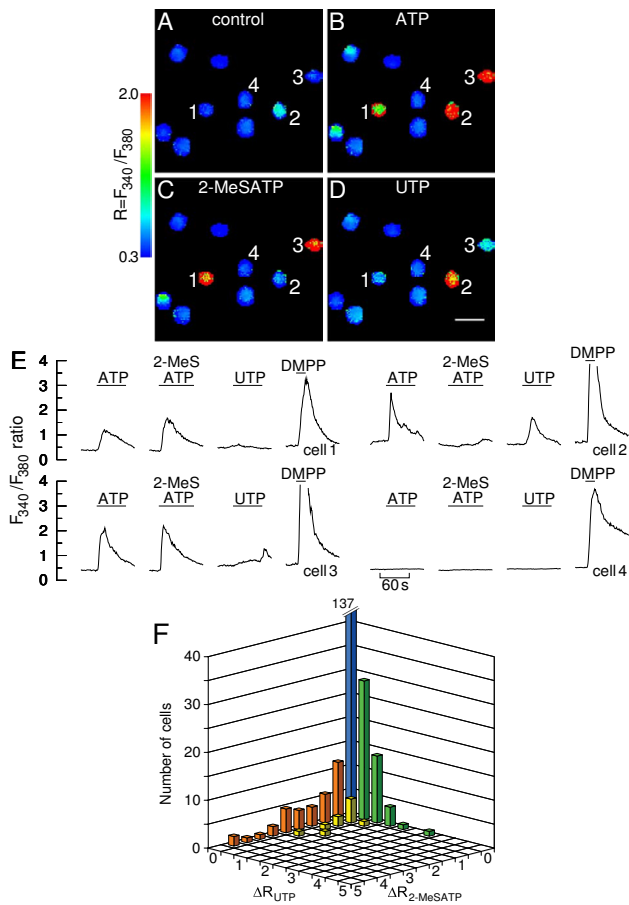 A control
B ATP
3
4
1
2
3
4
1
2
2.0
R=F340/F380
0.3
C 2-MeSATP
D UTP
3
4
1
2
3
4
1
2
E
F340/F380 ratio
4
3
2
1
0
ATP
2-MeS
ATP
UTP
DMPP
cell 1
ATP
2-MeS
ATP
UTP
DMPP
cell 2
4
3
2
1
0
ATP
2-MeS
ATP
UTP
DMPP
cell 3
ATP
2-MeS
ATP
UTP
DMPP
cell 4
60 s
F
137
Number of cells
40
30
20
10
0
0 1 2 3 4 5
ΔRUTP
5 4 3 2 1 0
ΔR2-MeSATP